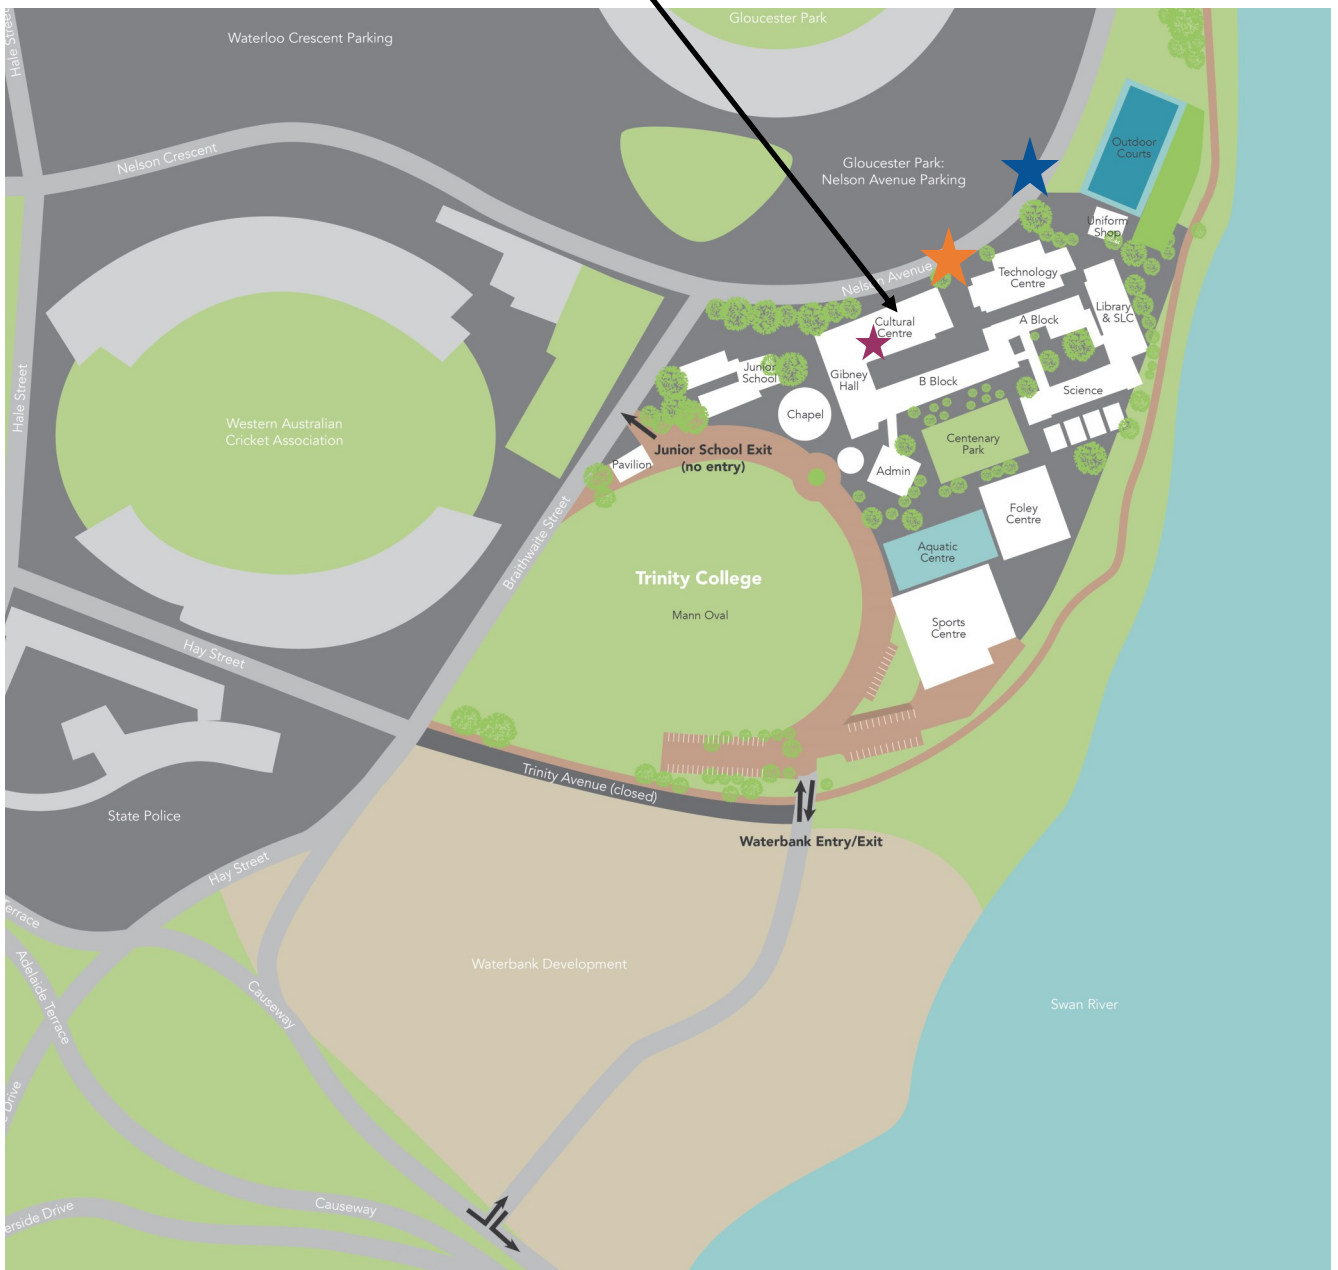 Gloucester Park
Waterloo Crescent Parking
Hale Street
Nelson Crescent
Gloucester Park:
Nelson Avenue Parking
Outdoor
Courts
Uniform
Shop
Nelson Avenue
Technology
Centre
Library
& SLC
Cultural
Centre
A Block
Junior
School
Gibney
Hall
B Block
Science
Hale Street
Chapel
Western Australian
Cricket Association
Centenary
Park
Junior School Exit
(no entry)
Pavilion
Admin
Foley
Centre
Braithwaite Street
Aquatic
Centre
Trinity College
Mann Oval
Sports
Centre
Hay Street
Trinity Avenue (closed)
State Police
Waterbank Entry/Exit
Hay Street
Terrace
Adelaide Terrace
Waterbank Development
Causeway
Swan River
Drive
Causeway
erside Drive